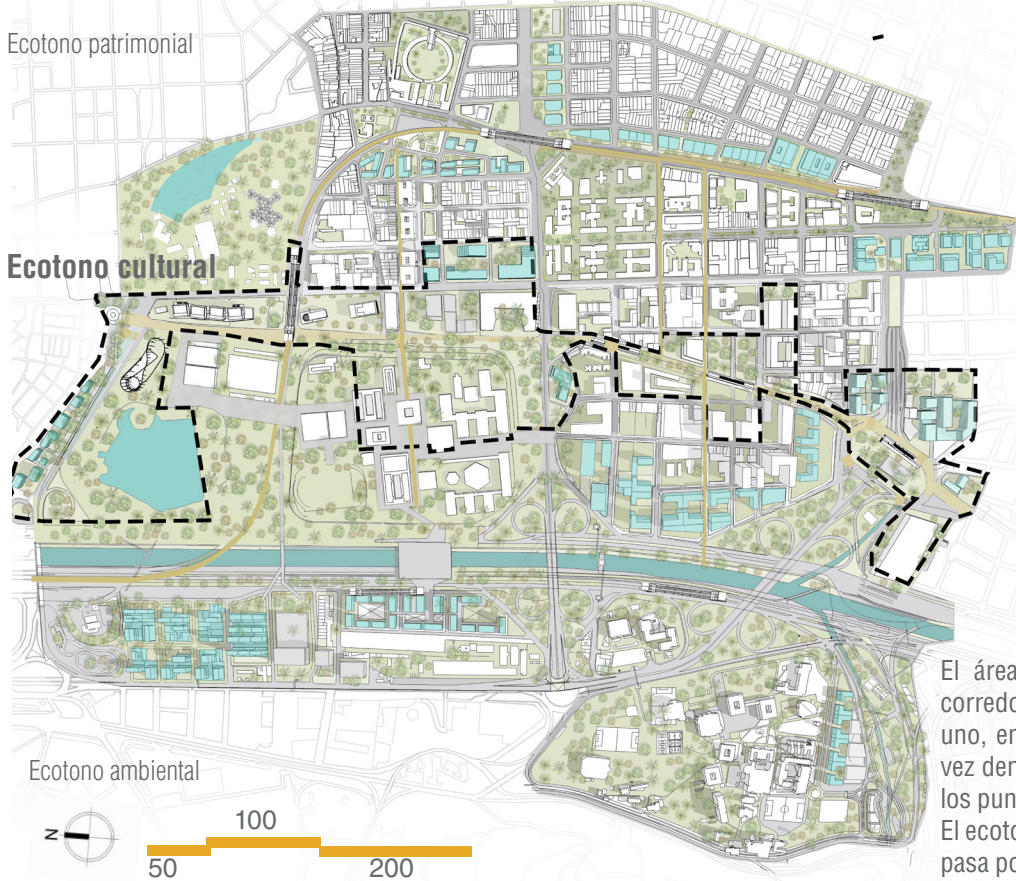 Ecotono patrimonial
Ecotono cultural
Ecotono ambiental
N
100
50
200
El área
corredo
uno, en
vez den
los pun
El ecoto
pasa po